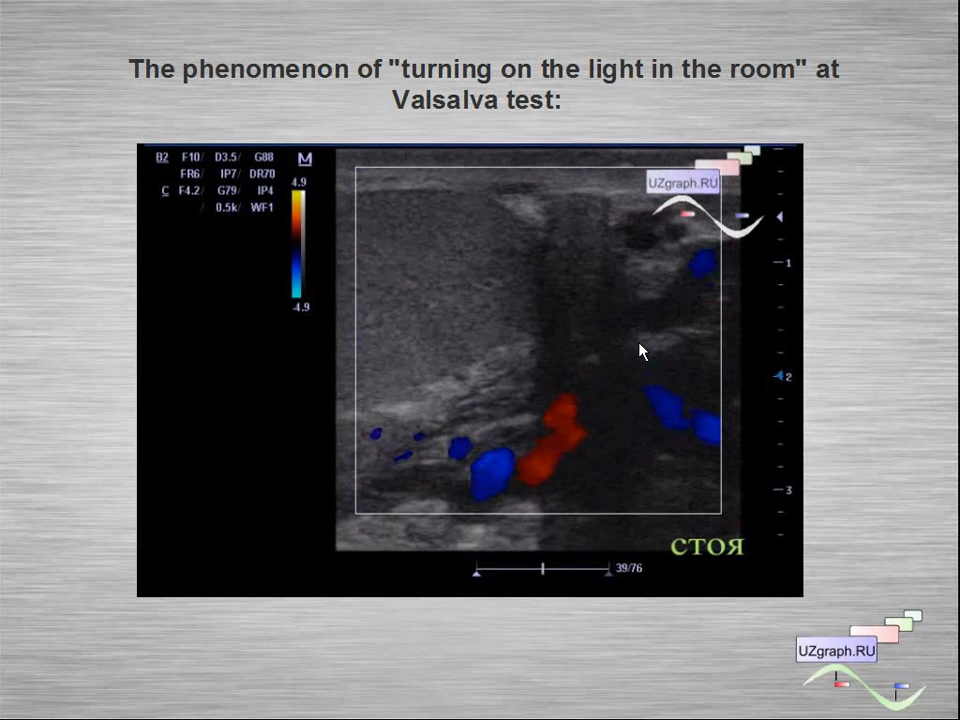 The phenomenon of "turning on the light in the room" at
Valsalva test:
B2 F10/ D3.5/ G88
FR6/ IP7/ DR70
C F4.2/ G79/ IP4
/ 0.5k/ WF1
M
4.9
-4.9
UZgraph.RU
1
2
3
стоя
39/76
UZgraph.RU